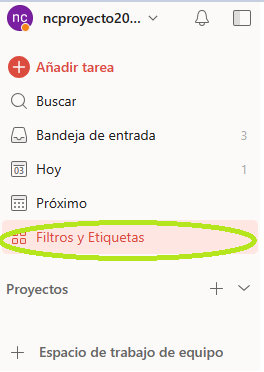 nc ncproyecto20...
Añadir tarea
Buscar
Bandeja de entrada 3
03 Hoy 1
Próximo
Filtros y Etiquetas
Proyectos
Espacio de trabajo de equipo